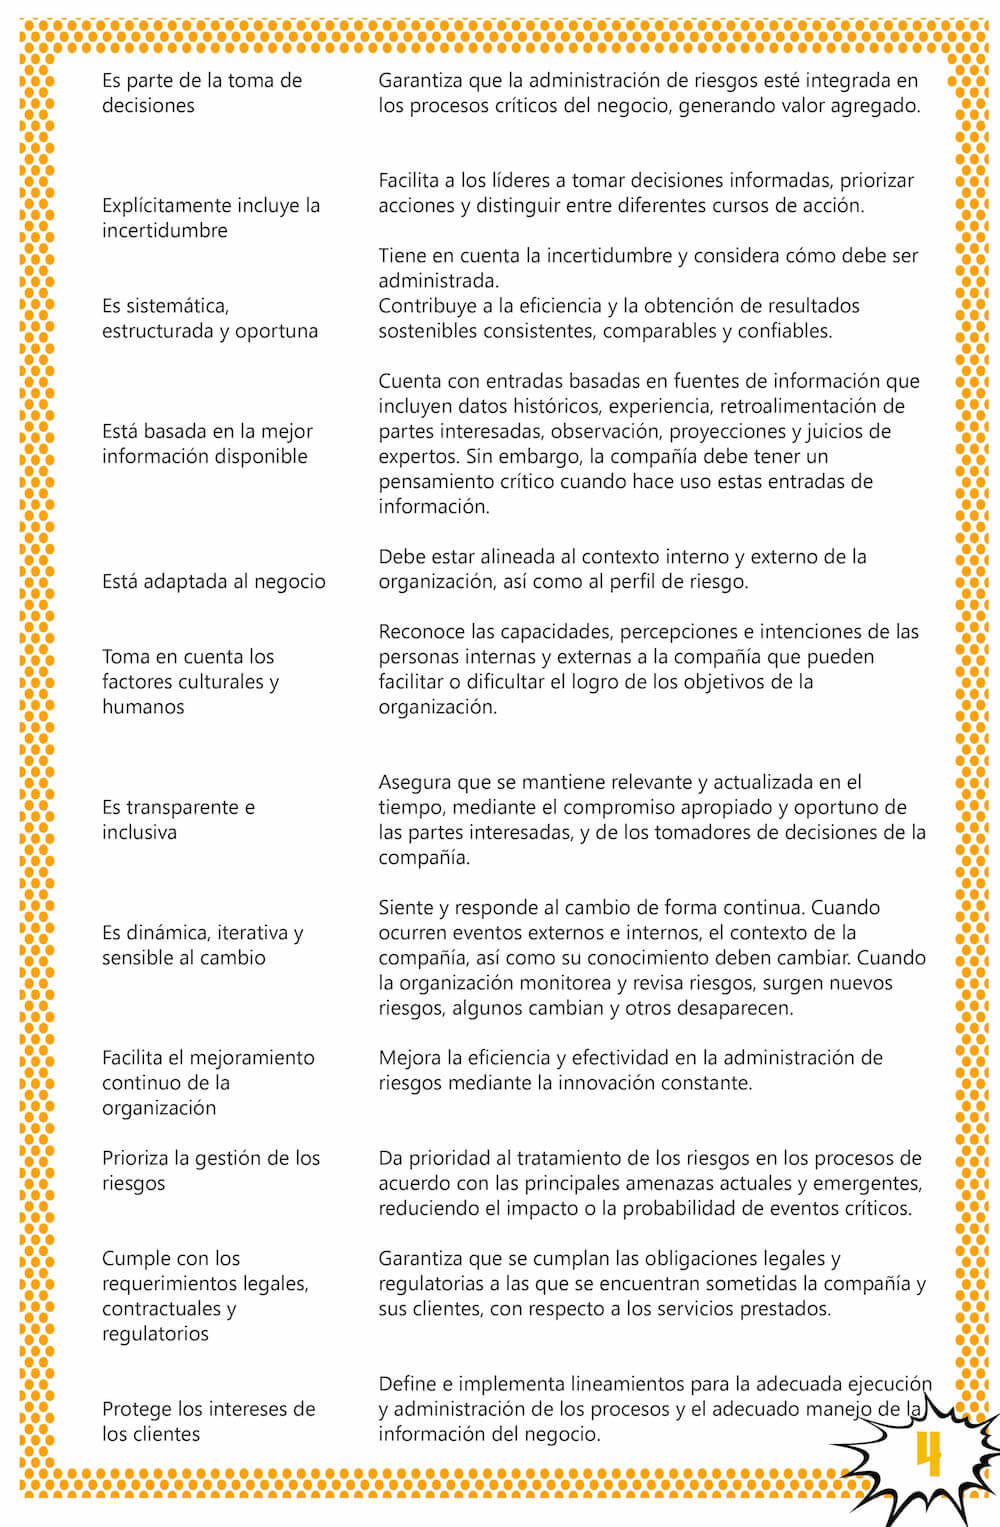 Es parte de la toma de
decisiones
Garantiza que la administración de riesgos esté integrada en
los procesos críticos del negocio, generando valor agregado.
Explícitamente incluye la
incertidumbre
Facilita a los líderes a tomar decisiones informadas, priorizar
acciones y distinguir entre diferentes cursos de acción.
Tiene en cuenta la incertidumbre y considera cómo debe ser
administrada.
Es sistemática,
estructurada y oportuna
Contribuye a la eficiencia y la obtención de resultados
sostenibles consistentes, comparables y confiables.
Está basada en la mejor
información disponible
Cuenta con entradas basadas en fuentes de información que
incluyen datos históricos, experiencia, retroalimentación de
partes interesadas, observación, proyecciones y juicios de
expertos. Sin embargo, la compañía debe tener un
pensamiento crítico cuando hace uso estas entradas de
información.
Está adaptada al negocio
Debe estar alineada al contexto interno y externo de la
organización, así como al perfil de riesgo.
Toma en cuenta los
factores culturales y
humanos
Reconoce las capacidades, percepciones e intenciones de las
personas internas y externas a la compañía que pueden
facilitar o dificultar el logro de los objetivos de la
organización.
Es transparente e
inclusiva
Asegura que se mantiene relevante y actualizada en el
tiempo, mediante el compromiso apropiado y oportuno de
las partes interesadas, y de los tomadores de decisiones de la
compañía.
Es dinámica, iterativa y
sensible al cambio
Siente y responde al cambio de forma continua. Cuando
ocurren eventos externos e internos, el contexto de la
compañía, así como su conocimiento deben cambiar. Cuando
la organización monitorea y revisa riesgos, surgen nuevos
riesgos, algunos cambian y otros desaparecen.
Facilita el mejoramiento
continuo de la
organización
Mejora la eficiencia y efectividad en la administración de
riesgos mediante la innovación constante.
Prioriza la gestión de los
riesgos
Da prioridad al tratamiento de los riesgos en los procesos de
acuerdo con las principales amenazas actuales y emergentes,
reduciendo el impacto o la probabilidad de eventos críticos.
Cumple con los
requerimientos legales,
contractuales y
regulatorios
Garantiza que se cumplan las obligaciones legales y
regulatorias a las que se encuentran sometidas la compañía y
sus clientes, con respecto a los servicios prestados.
Protege los intereses de
los clientes
Define e implementa lineamientos para la adecuada ejecución
y administración de los procesos y el adecuado manejo de la
información del negocio.
4